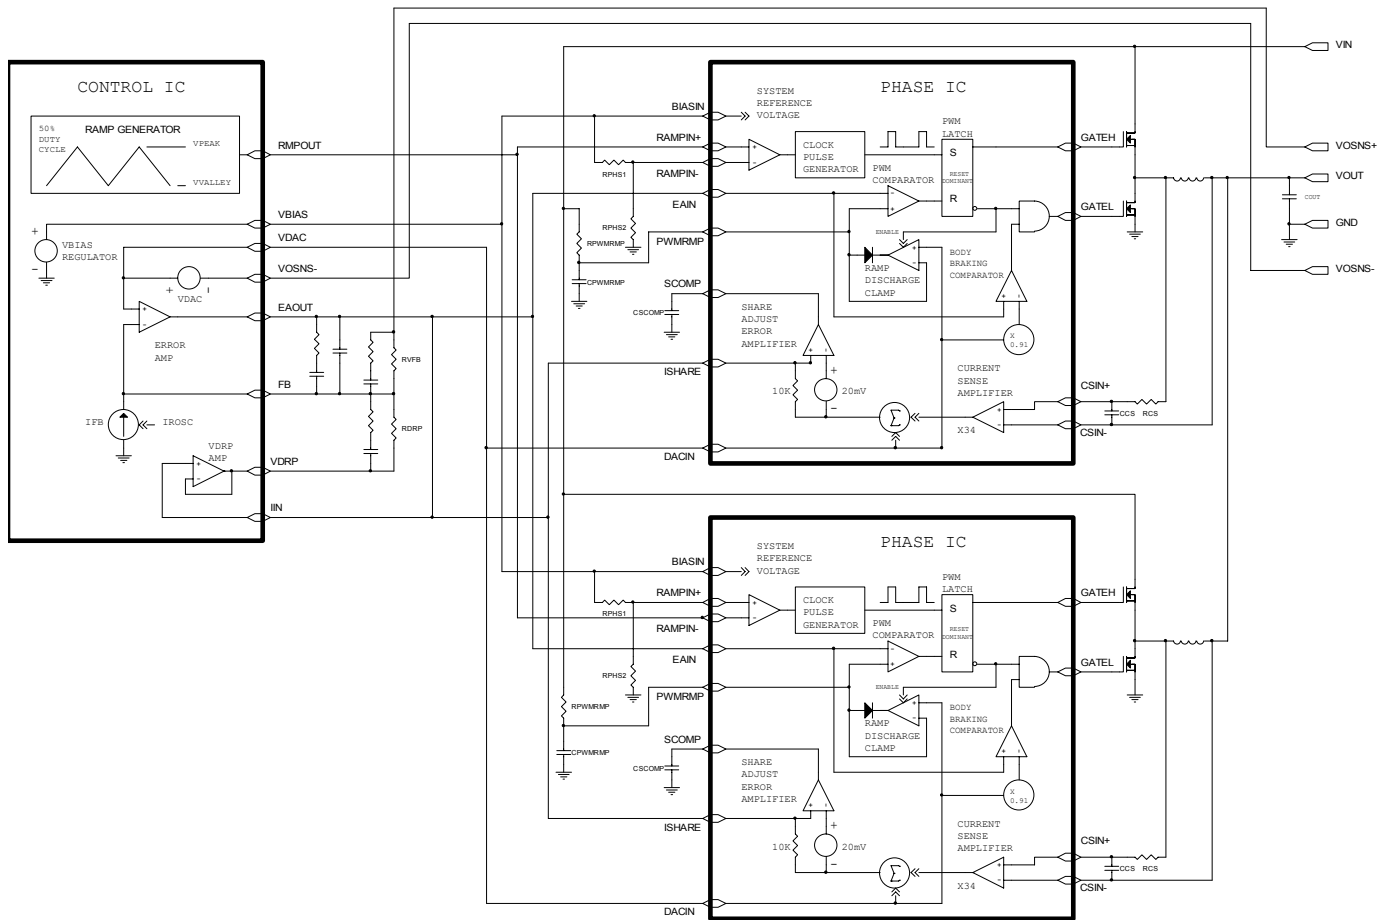 CONTROL IC
50%
DUTY
CYCLE
RAMP GENERATOR
VPEAK
VVALLEY
RMPOUT
VBIAS
VBIAS
REGULATOR
+
-
VDAC
VOSNS-
+
-
VDAC
EAOUT
+
-
ERROR
AMP
FB
IFB
IROSC
VDRP
AMP
+
-
VDRP
IIN
RVFB
RDRP
VIN
VOSNS+
VOUT
COUT
GND
VOSNS-
PHASE IC
BIASIN
SYSTEM
REFERENCE
VOLTAGE
RAMPIN+
RAMPIN-
RPHS1
+
-
CLOCK
PULSE
GENERATOR
PWM
LATCH
S
RESET
DOMINANT
R
GATEH
EAIN
PWM
COMPARATOR
-
+
GATEL
RPHS2
RPWMRMP
PWMRMP
ENABLE
+
-
RAMP
DISCHARGE
CLAMP
BODY
BRAKING
COMPARATOR
+
-
CPWMRMP
SCOMP
CSCOMP
SHARE
ADJUST
ERROR
AMPLIFIER
+
-
X
0.91
ISHARE
10K
+
20mV
-
CURRENT
SENSE
AMPLIFIER
+
-
X34
Σ
CSIN+
CCS
RCS
CSIN-
DACIN
PHASE IC
BIASIN
SYSTEM
REFERENCE
VOLTAGE
RAMPIN+
RAMPIN-
RPHS1
+
-
CLOCK
PULSE
GENERATOR
PWM
LATCH
S
RESET
DOMINANT
R
GATEH
EAIN
PWM
COMPARATOR
-
+
GATEL
RPHS2
RPWMRMP
PWMRMP
ENABLE
+
-
RAMP
DISCHARGE
CLAMP
BODY
BRAKING
COMPARATOR
+
-
CPWMRMP
SCOMP
CSCOMP
SHARE
ADJUST
ERROR
AMPLIFIER
+
-
X
0.91
ISHARE
10K
+
20mV
-
CURRENT
SENSE
AMPLIFIER
+
-
X34
Σ
CSIN+
CCS
RCS
CSIN-
DACIN